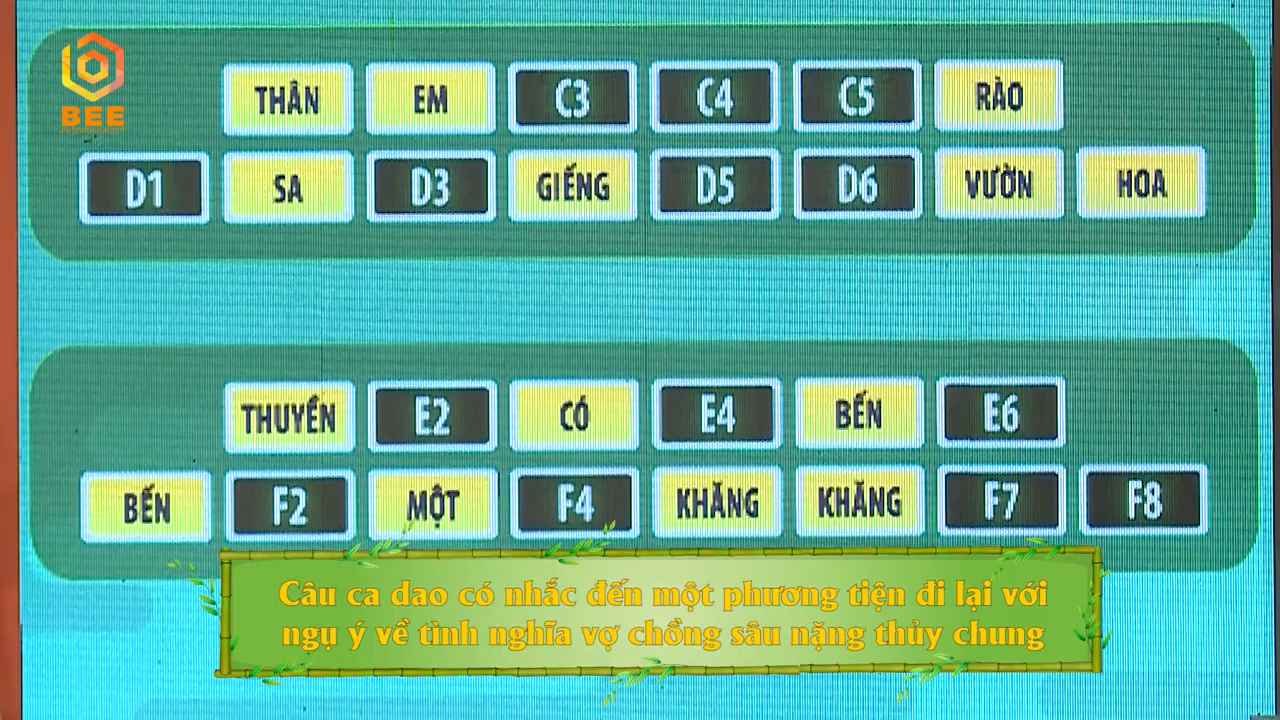 BEE
THÂN EM C3 C4 C5 RÀO
D1 SA D3 GIẾNG D5 D6 VƯỜN HOA
THUYỀN E2 CÓ E4 BẾN E6
BẾN F2 MỘT F4 KHĂNG KHĂNG F7 F8
Câu ca dao có nhắc đến một phương tiện đi lại với
ngụ ý về tình nghĩa vợ chồng sâu nặng thủy chung